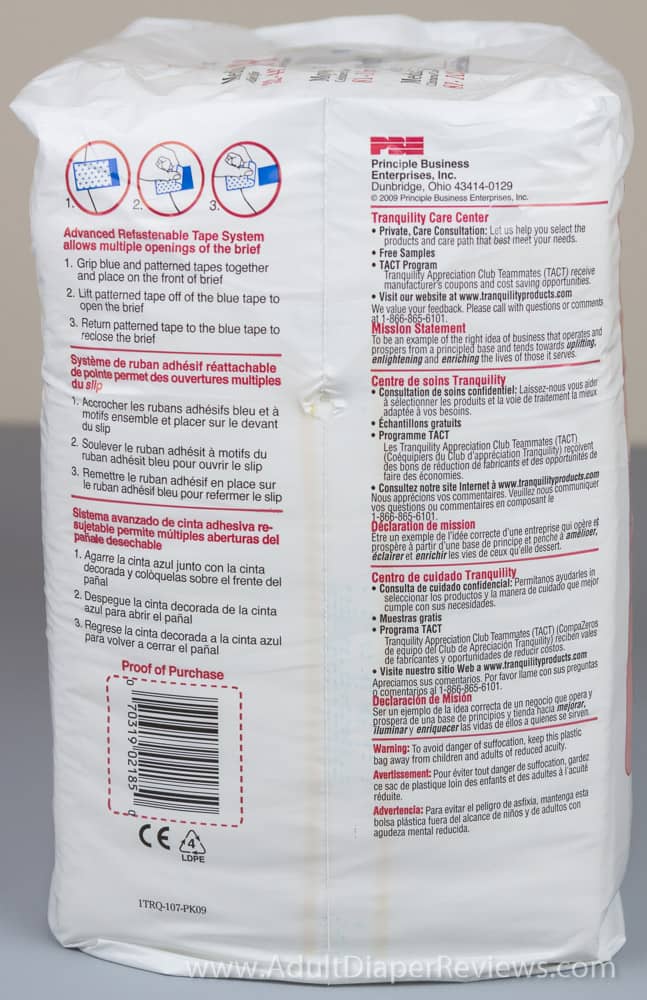 1.
2.
3.
Advanced Refastenable Tape System
allows multiple openings of the brief
1. Grip blue and patterned tapes together
and place on the front of brief
2. Lift patterned tape off of the blue tape to
open the brief
3. Return patterned tape to the blue tape to
reclose the brief
Système de ruban adhésif réattachable
de pointe permet des ouvertures multiples
du slip
1. Accrocher les rubans adhésifs bleu et à
motifs ensemble et placer sur le devant
du slip
2. Soulever le ruban adhésif à motifs du
ruban adhésif bleu pour ouvrir le slip
3. Remettre le ruban adhésif en place sur
le ruban adhésif bleu pour refermer le slip
Sistema avanzado de cinta adhesiva re-
sujetable permite múltiples aberturas del
pañale desechable
1. Agarre la cinta azul junto con la cinta
decorada y colóquelas sobre el frente del
pañal
2. Despegue la cinta decorada de la cinta
azul para abrir el pañal
3. Regrese la cinta decorada a la cinta azul
para volver a cerrar el pañal
Proof of Purchase
0 70319 02185 0
CE
4
LDPE
1TRQ-107-PK09
PBE
Principle Business
Enterprises, Inc.
Dunbridge, Ohio 43414-0129
© 2009 Principle Business Enterprises, Inc.
Tranquility Care Center
• Private, Care Consultation: Let us help you select the
products and care path that best meet your needs.
• Free Samples
• TACT Program
Tranquility Appreciation Club Teammates (TACT) receive
manufacturer's coupons and cost saving opportunities.
• Visit our website at www.tranquilityproducts.com
We value your feedback. Please call with questions or comments
at 1-866-865-6101.
Mission Statement
To be an example of the right idea of business that operates and
prospers from a principled base and tends towards uplifting,
enlightening and enriching the lives of those it serves.
Centre de soins Tranquility
• Consultation de soins confidentiel: Laissez-nous vous aider
à sélectionner les produits et la voie de traitement la mieux
adaptée à vos besoins.
• Échantillons gratuits
• Programme TACT
Les Tranquility Appreciation Club Teammates (TACT)
(Coéquipiers du Club d'appréciation Tranquility) reçoivent
des bons de réduction de fabricants et des opportunités de
faire des économies.
• Consultez notre site Internet à www.tranquilityproducts.com
Nous apprécions vos commentaires. Veuillez nous communiquer
vos questions ou commentaires en composant le
1-866-865-6101.
Déclaration de mission
Être un exemple de l'idée correcte d'une entreprise qui opère et
prospère à partir d'une base de principe et penche à améliorer,
éclairer et enrichir les vies de ceux qu'elle dessert.
Centro de cuidado Tranquility
• Consulta de cuidado confidencial: Permítanos ayudarles in
seleccionar los productos y la manera de cuidado que mejor
cumple con sus necesidades.
• Muestras gratis
• Programa TACT
Tranquility Appreciation Club Teammates (TACT) (CompaZeros
de equipo del Club de Apreciación Tranquility) reciben vales
de fabricantes y oportunidades de reducir costos.
• Visite nuestro sitio Web a www.tranquilityproducts.com
Apreciamos sus comentarios. Por favor llame con sus preguntas
o comentarios al 1-866-865-6101.
Declaración de Misión
Ser un ejemplo de la idea correcta de un negocio que opera y
prospera de una base de principios y tienda hacia mejorar,
iluminar y enriquecer las vidas de ellos a quienes se sirven.
Warning: To avoid danger of suffocation, keep this plastic
bag away from children and adults of reduced acuity.
Avertissement: Pour éviter tout danger de suffocation, gardez
ce sac de plastique loin des enfants et des adultes à l'acuité
réduite.
Advertencia: Para evitar el peligro de asfixia, mantenga esta
bolsa plástica fuera del alcance de niños y de adultos con
agudeza mental reducida.
www.AdultDiaperReviews.com